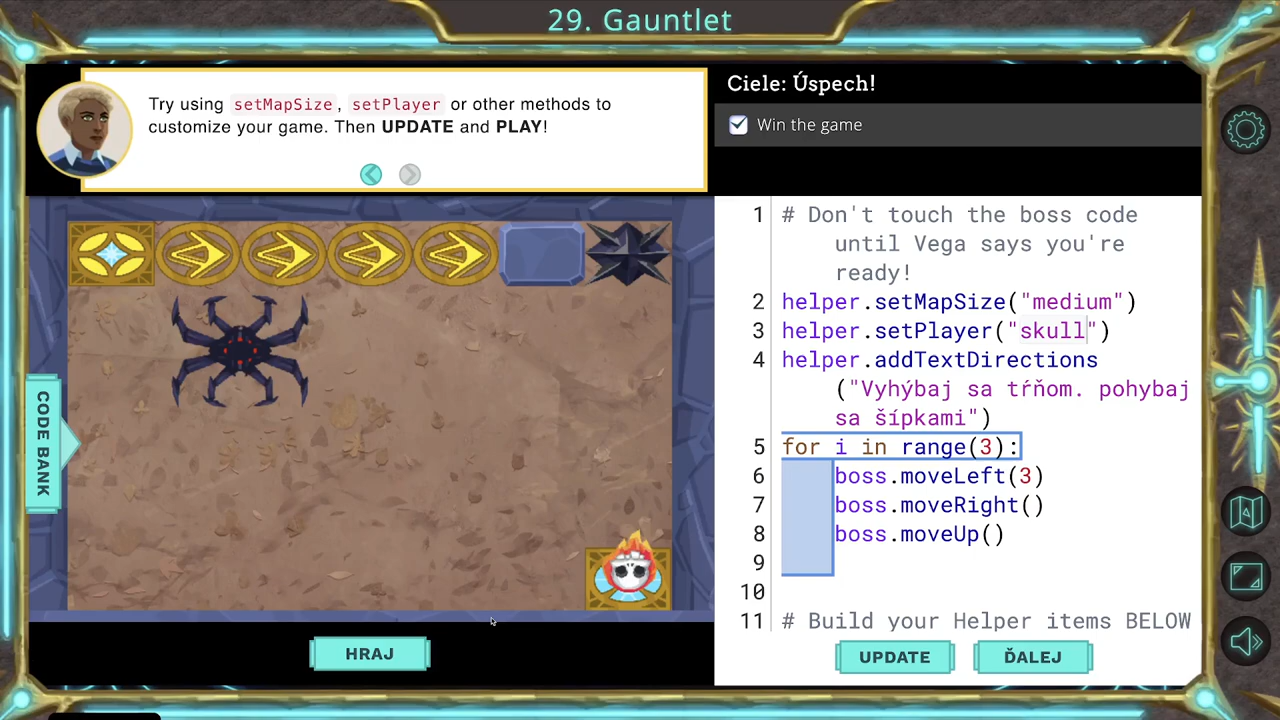 29. Gauntlet
Try using setMapSize, setPlayer or other methods to
customize your game. Then UPDATE and PLAY!
Ciele: Úspech!
Win the game
CODE BANK
HRAJ
1 # Don't touch the boss code
until Vega says you're
ready!
2 helper.setMapSize("medium")
3 helper.setPlayer("skull")
4 helper.addTextDirections
("Vyhýbaj sa tŕňom. pohybaj
sa šípkami")
5 for i in range(3):
6 boss.moveLeft(3)
7 boss.moveRight()
8 boss.moveUp()
9
10
11 # Build your Helper items BELOW
UPDATE
ĎALEJ